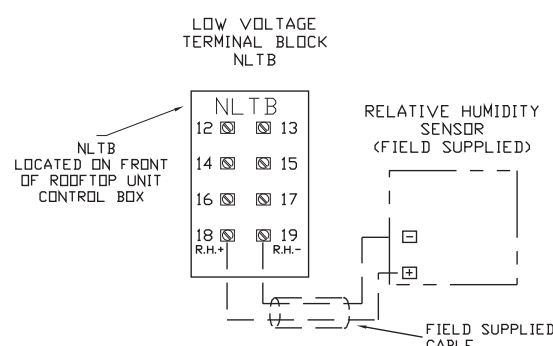 LOW VOLTAGE
TERMINAL BLOCK
NLTB
NLTB
12 13
14 15
16 17
18 19
R.H.+ R.H.-
NLTB
LOCATED ON FRONT
OF ROOFTOP UNIT
CONTROL BOX
RELATIVE HUMIDITY
SENSOR
(FIELD SUPPLIED)
-
+
FIELD SUPPLIED
CABLE